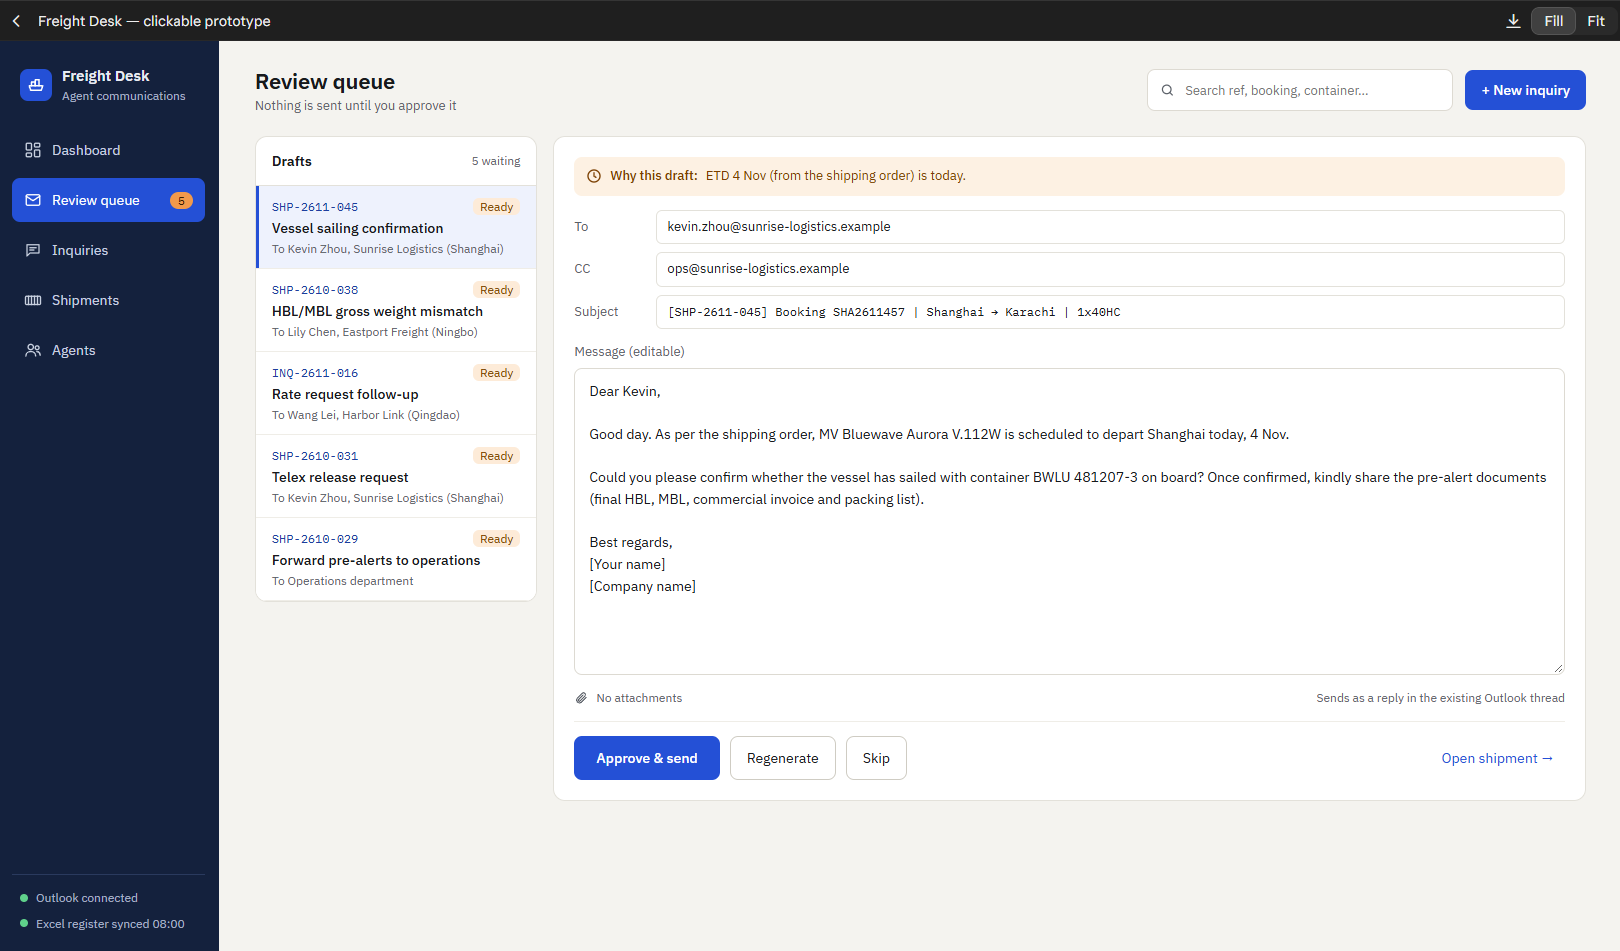 Freight Desk — clickable prototype
Fill
Fit
Freight Desk
Agent communications
Dashboard
Review queue
5
Inquiries
Shipments
Agents
Outlook connected
Excel register synced 08:00
Review queue
Nothing is sent until you approve it
Search ref, booking, container...
+ New inquiry
Drafts
5 waiting
SHP-2611-045
Ready
Vessel sailing confirmation
To Kevin Zhou, Sunrise Logistics (Shanghai)
SHP-2610-038
Ready
HBL/MBL gross weight mismatch
To Lily Chen, Eastport Freight (Ningbo)
INQ-2611-016
Ready
Rate request follow-up
To Wang Lei, Harbor Link (Qingdao)
SHP-2610-031
Ready
Telex release request
To Kevin Zhou, Sunrise Logistics (Shanghai)
SHP-2610-029
Ready
Forward pre-alerts to operations
To Operations department
Why this draft: ETD 4 Nov (from the shipping order) is today.
To
kevin.zhou@sunrise-logistics.example
CC
ops@sunrise-logistics.example
Subject
[SHP-2611-045] Booking SHA2611457 | Shanghai → Karachi | 1x40HC
Message (editable)
Dear Kevin,
Good day. As per the shipping order, MV Bluewave Aurora V.112W is scheduled to depart Shanghai today, 4 Nov.
Could you please confirm whether the vessel has sailed with container BWLU 481207-3 on board? Once confirmed, kindly share the pre-alert documents
(final HBL, MBL, commercial invoice and packing list).
Best regards,
[Your name]
[Company name]
No attachments
Sends as a reply in the existing Outlook thread
Approve & send
Regenerate
Skip
Open shipment →